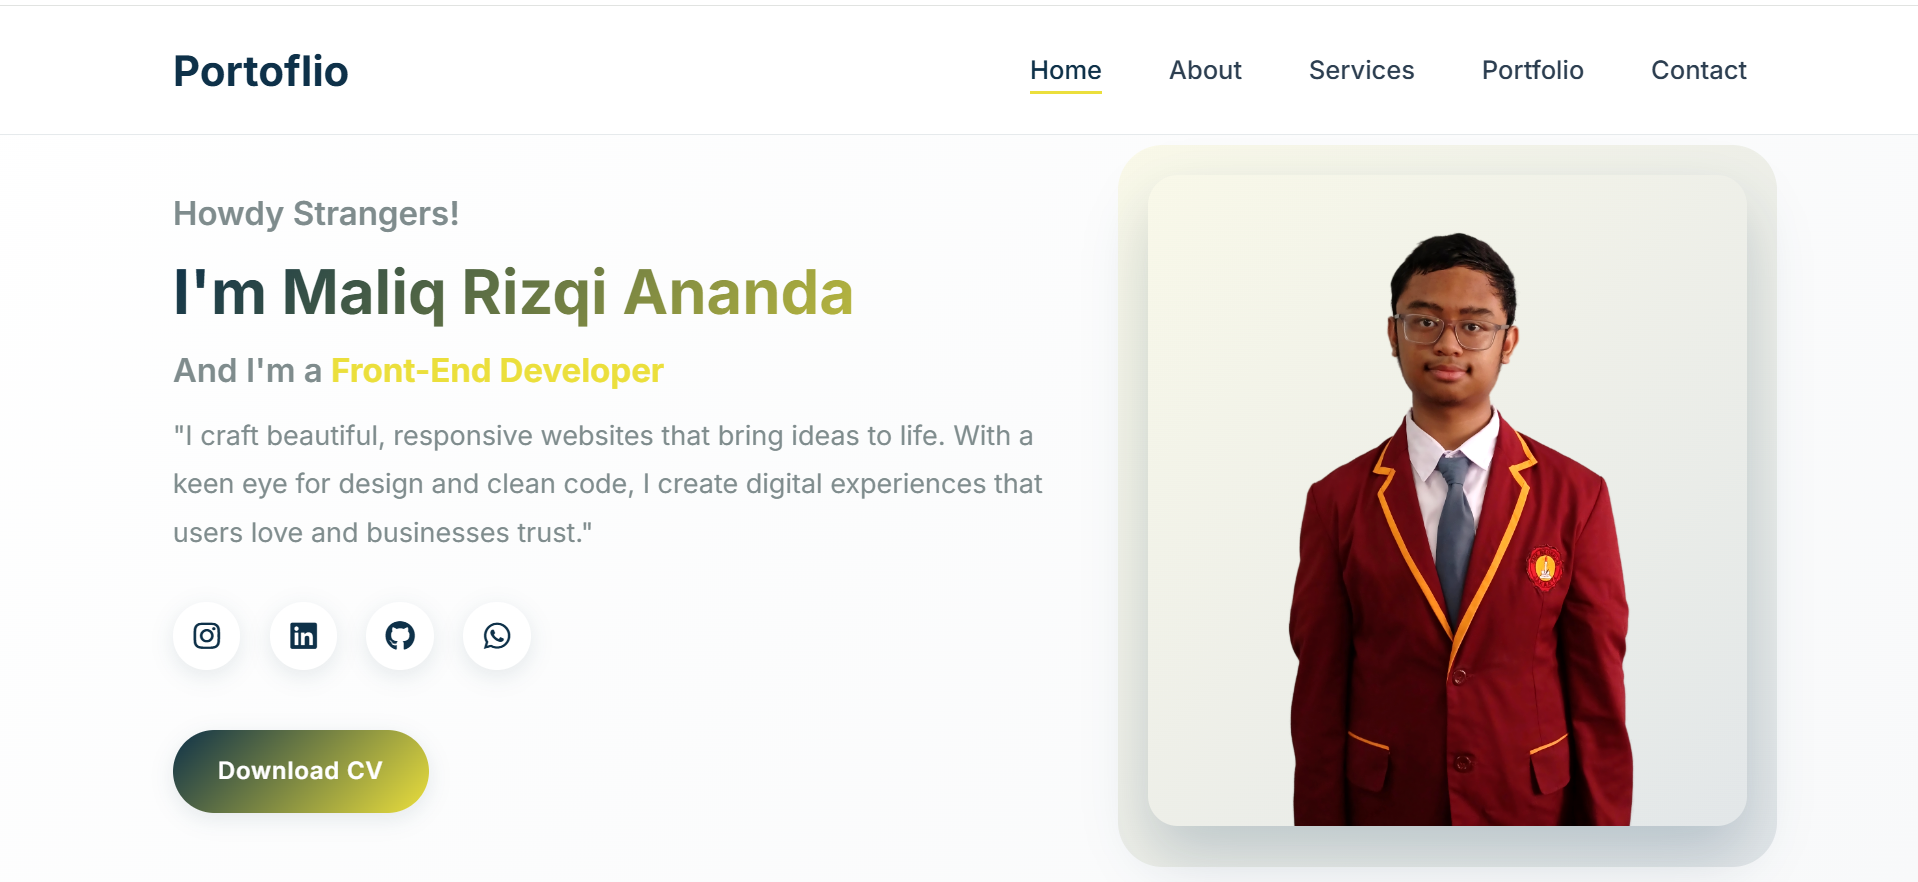 Portoflio
Home About Services Portfolio Contact
Howdy Strangers!
I'm Maliq Rizqi Ananda
And I'm a Front-End Developer
"I craft beautiful, responsive websites that bring ideas to life. With a
keen eye for design and clean code, I create digital experiences that
users love and businesses trust."
in
Download CV